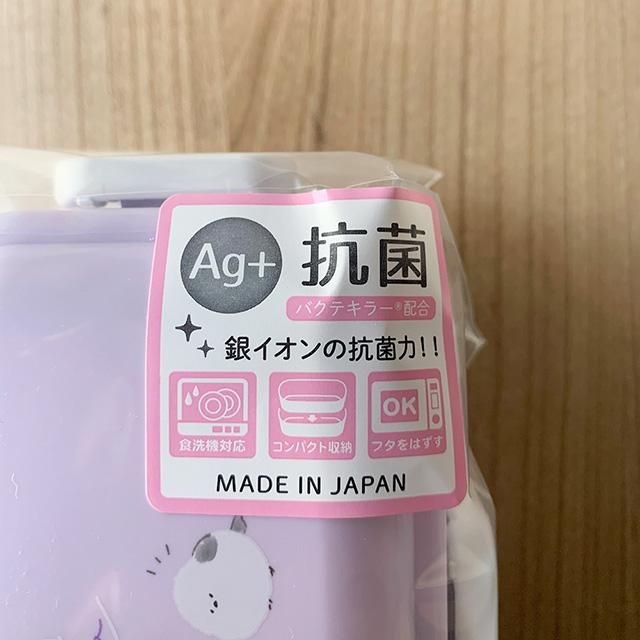 Ag+ 抗菌
バクテキラー®配合
銀イオンの抗菌力!!
食洗機対応
コンパクト収納
OK
フタをはずす
MADE IN JAPAN